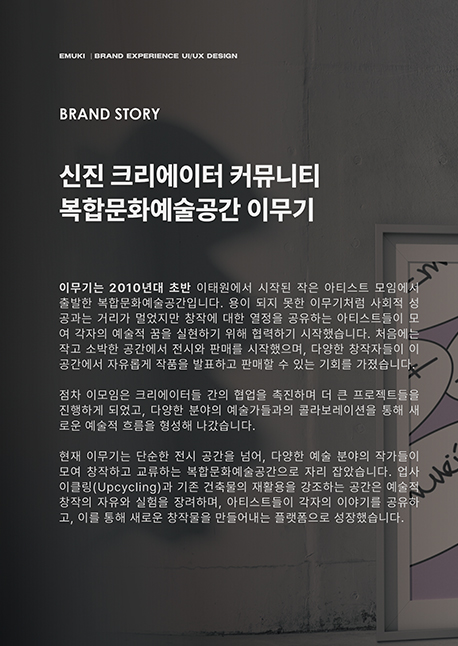 EMUKI | BRAND EXPERIENCE UI/UX DESIGN
BRAND STORY
신진 크리에이터 커뮤니티
복합문화예술공간 이무기
이무기는 2010년대 초반 이태원에서 시작된 작은 아티스트 모임에서
출발한 복합문화예술공간입니다. 용이 되지 못한 이무기처럼 사회적 성
공과는 거리가 멀었지만 창작에 대한 열정을 공유하는 아티스트들이 모
여 각자의 예술적 꿈을 실현하기 위해 협력하기 시작했습니다. 처음에는
작고 소박한 공간에서 전시와 판매를 시작했으며, 다양한 창작자들이 이
공간에서 자유롭게 작품을 발표하고 판매할 수 있는 기회를 가졌습니다.
점차 이모임은 크리에이터들 간의 협업을 촉진하며 더 큰 프로젝트들을
진행하게 되었고, 다양한 분야의 예술가들과의 콜라보레이션을 통해 새
로운 예술적 흐름을 형성해 나갔습니다.
현재 이무기는 단순한 전시 공간을 넘어, 다양한 예술 분야의 작가들이
모여 창작하고 교류하는 복합문화예술공간으로 자리 잡았습니다. 업사
이클링(Upcycling)과 기존 건축물의 재활용을 강조하는 공간은 예술적
창작의 자유와 실험을 장려하며, 아티스트들이 각자의 이야기를 공유하
고, 이를 통해 새로운 창작물을 만들어내는 플랫폼으로 성장했습니다.